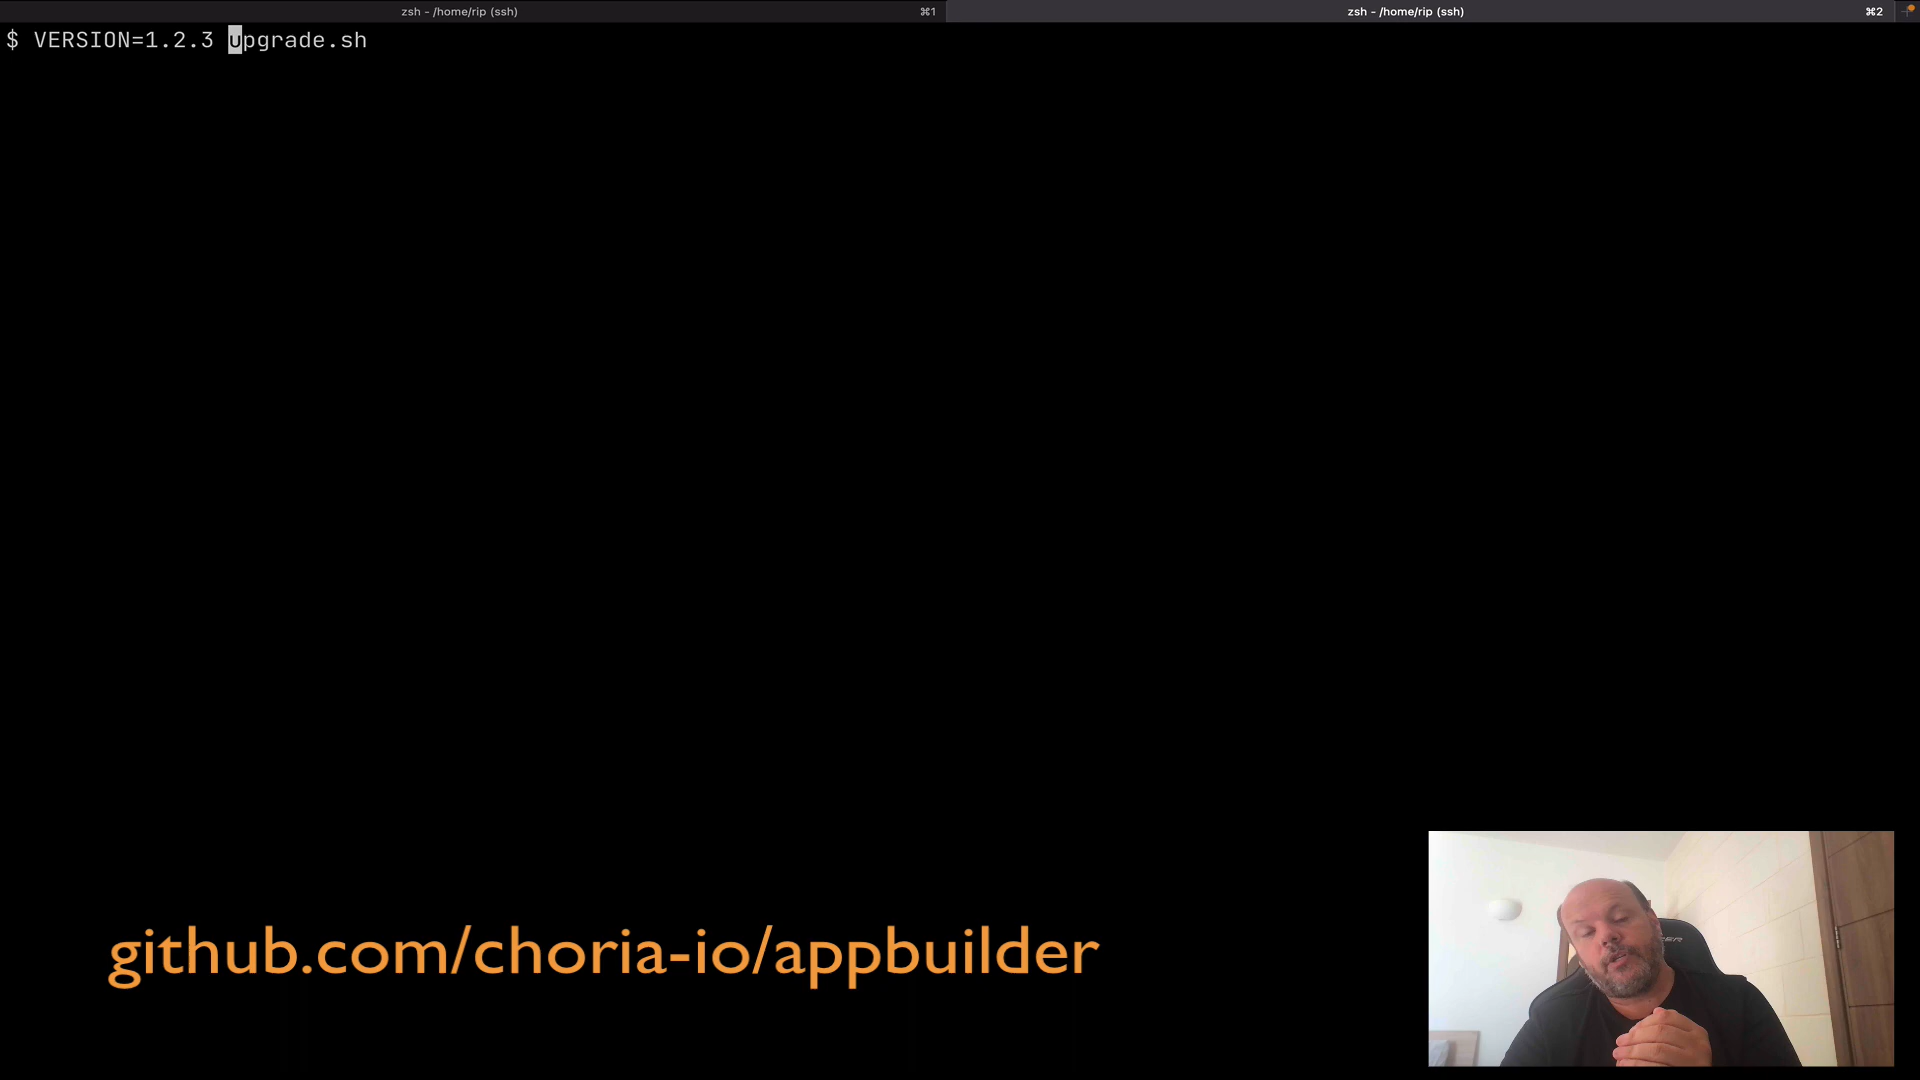 zsh - /home/rip (ssh) ⌘1 zsh - /home/rip (ssh) ⌘2
$ VERSION=1.2.3 upgrade.sh
github.com/choria-io/appbuilder